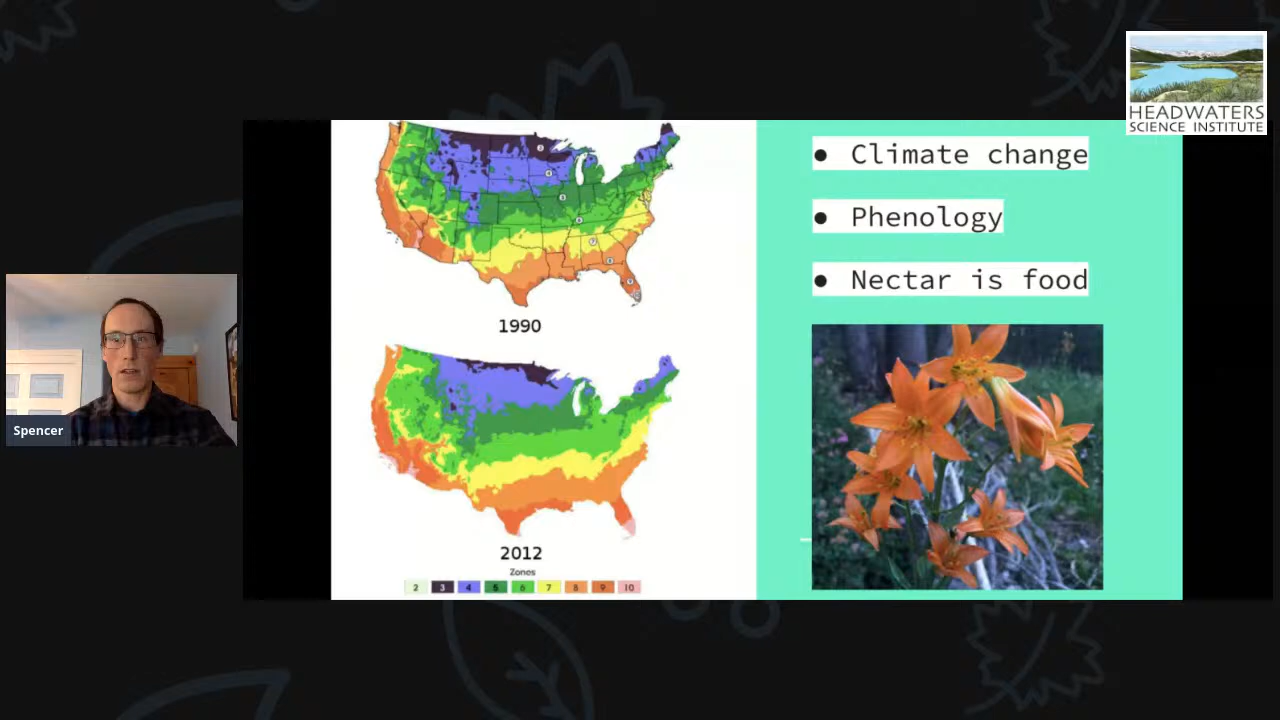 HEADWATERS
SCIENCE INSTITUTE
● Climate change
● Phenology
● Nectar is food
1990
2012
Zones
2 3 4 5 6 7 8 9 10
Spencer